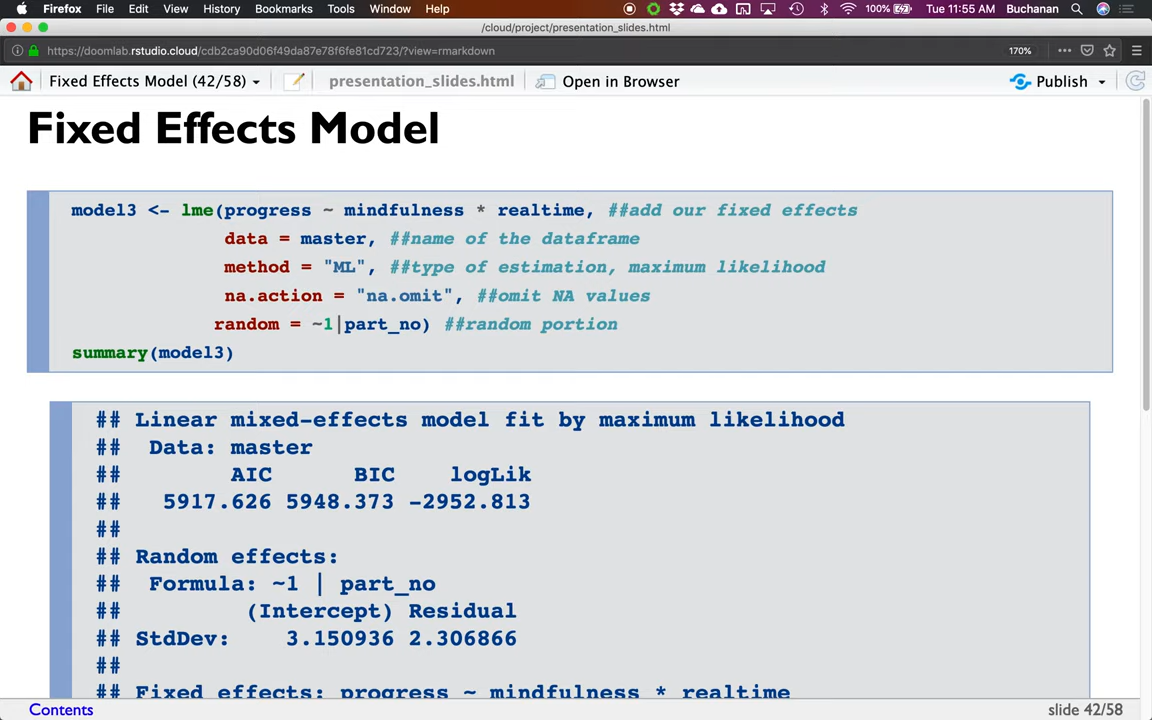 Firefox File Edit View History Bookmarks Tools Window Help 100% Tue 11:55 AM Buchanan
/cloud/project/presentation_slides.html
https://doomlab.rstudio.cloud/cdb2ca90d06f49da87e78f6fe81cd723/?view=rmarkdown 170%
Fixed Effects Model (42/58) presentation_slides.html Open in Browser Publish
Fixed Effects Model
model3 <- lme(progress ~ mindfulness * realtime, ##add our fixed effects
data = master, ##name of the dataframe
method = "ML", ##type of estimation, maximum likelihood
na.action = "na.omit", ##omit NA values
random = ~1|part_no) ##random portion
summary(model3)
## Linear mixed-effects model fit by maximum likelihood
## Data: master
## AIC BIC logLik
## 5917.626 5948.373 -2952.813
##
## Random effects:
## Formula: ~1 | part_no
## (Intercept) Residual
## StdDev: 3.150936 2.306866
##
## Fixed effects: progress ~ mindfulness * realtime
Contents slide 42/58